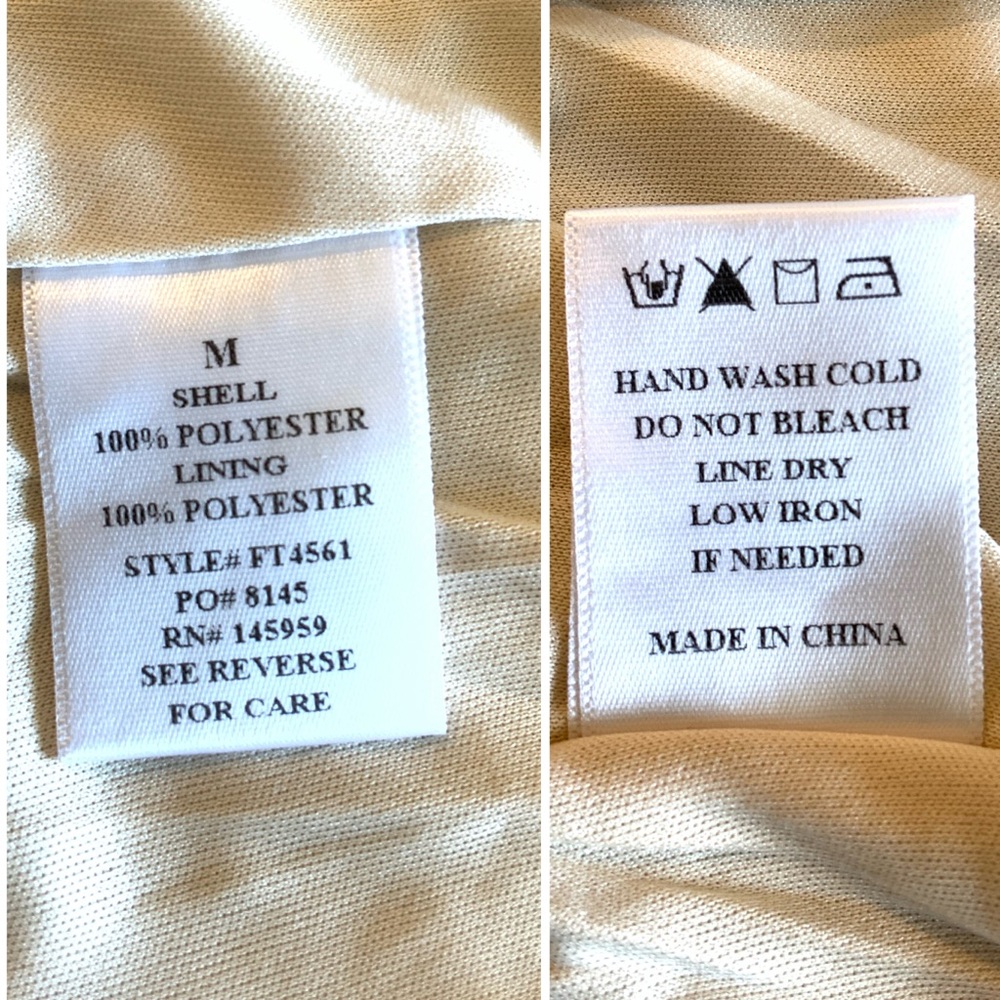 M
SHELL
100% POLYESTER
LINING
100% POLYESTER
STYLE# FT4561
PO# 8145
RN# 145959
SEE REVERSE
FOR CARE
HAND WASH COLD
DO NOT BLEACH
LINE DRY
LOW IRON
IF NEEDED
MADE IN CHINA